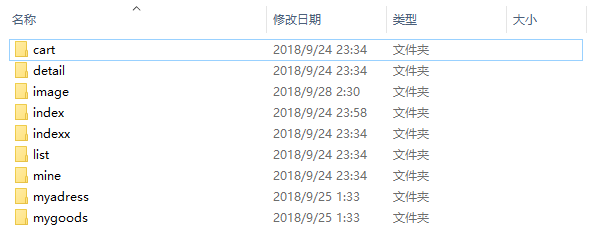 名称 修改日期 类型 大小
cart 2018/9/24 23:34 文件夹
detail 2018/9/24 23:34 文件夹
image 2018/9/28 2:30 文件夹
index 2018/9/24 23:58 文件夹
indexx 2018/9/24 23:34 文件夹
list 2018/9/24 23:34 文件夹
mine 2018/9/24 23:34 文件夹
myadress 2018/9/25 1:33 文件夹
mygoods 2018/9/25 1:33 文件夹